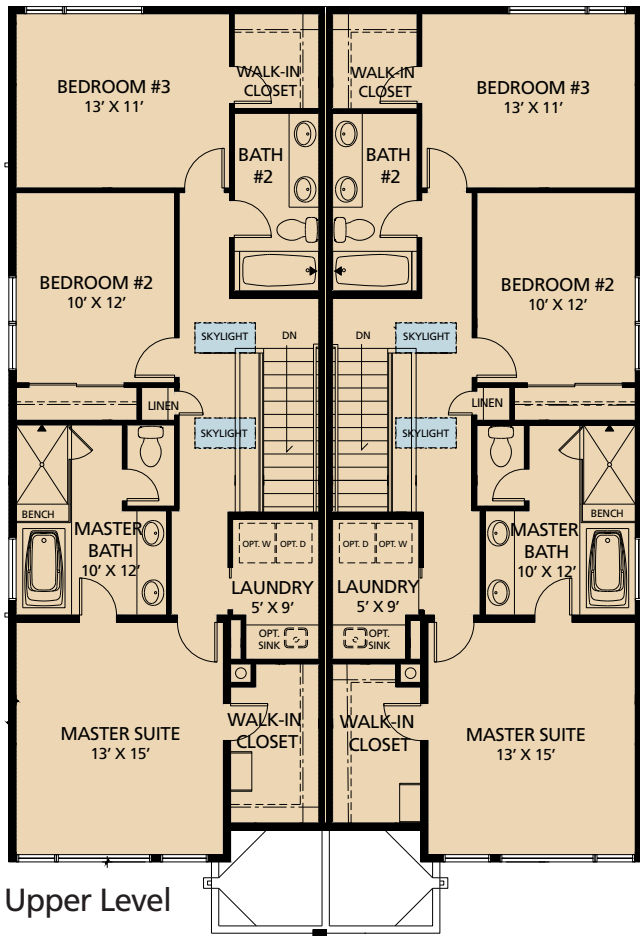 BEDROOM #3
13’ X 11’
WALK-IN
CLOSET
WALK-IN
CLOSET
BEDROOM #3
13’ X 11’
BATH
#2
BATH
#2
BEDROOM #2
10’ X 12’
BEDROOM #2
10’ X 12’
SKYLIGHT
DN
DN
SKYLIGHT
LINEN
LINEN
SKYLIGHT
SKYLIGHT
BENCH
BENCH
MASTER
BATH
10’ X 12’
MASTER
BATH
10’ X 12’
OPT. W
OPT. D
OPT. D
OPT. W
LAUNDRY
5’ X 9’
LAUNDRY
5’ X 9’
OPT.
SINK
OPT.
SINK
MASTER SUITE
13’ X 15’
WALK-IN
CLOSET
WALK-IN
CLOSET
MASTER SUITE
13’ X 15’
Upper Level